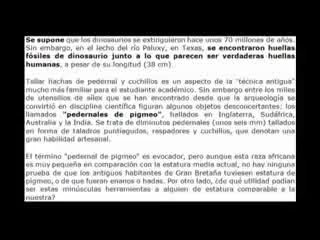 Se supone que los dinosaurios se extinguieron hace unos 70 millones de años.
Sin embargo, en el lecho del río Paluxy, en Texas, se encontraron huellas
fósiles de dinosaurio junto a lo que parecen ser verdaderas huellas
humanas, a pesar de su longitud (38 cm).
Tallar hachas de pedernal y cuchillos es un aspecto de la "técnica antigua"
mucho más familiar para el estudiante académico. Sin embargo entre los miles
de utensilios de sílex que se han encontrado desde que la arqueología se
convirtió en disciplina científica figuran algunos objetos desconcertantes: los
llamados "pedernales de pigmeo", tallados en Inglaterra, Sudáfrica,
Australia y la India. Se trata de diminutos pedernales (unos seis mm) tallados
en forma de taladros puntiagudos, raspadores y cuchillos, que denotan una
gran habilidad artesanal.
El término "pedernal de pigmeo" es evocador, pero aunque esta raza africana
es muy pequeña en comparación con la estatura media actual, no hay ninguna
prueba de que los antiguos habitantes de Gran Bretaña tuviesen estatura de
pigmeo, o de que fueran enanos o hadas. Por otro lado, ¿de qué utilidad podían
ser estas minúsculas herramientas a alguien de estatura comparable a la
nuestra?